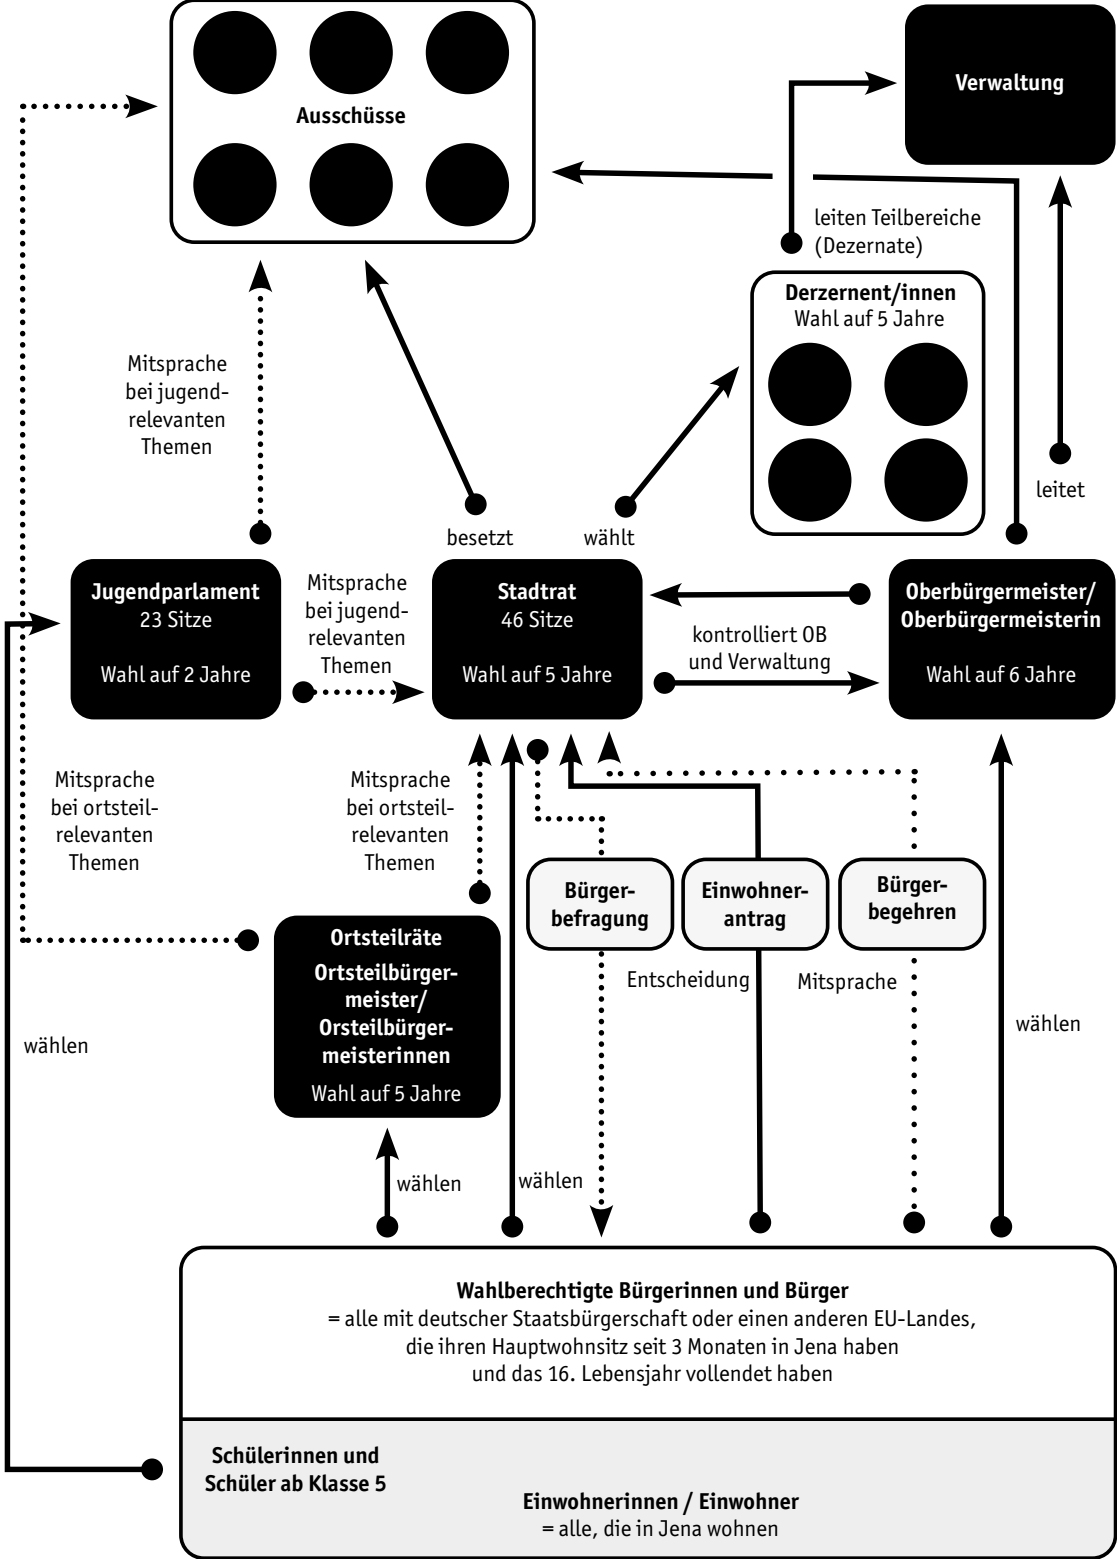 Ausschüsse
Verwaltung
leiten Teilbereiche
(Dezernate)
Derzernent/innen
Wahl auf 5 Jahre
Mitsprache
bei jugend-
relevanten
Themen
besetzt
wählt
leitet
Jugendparlament
23 Sitze
Wahl auf 2 Jahre
Mitsprache
bei jugend-
relevanten
Themen
Stadtrat
46 Sitze
Wahl auf 5 Jahre
kontrolliert OB
und Verwaltung
Oberbürgermeister/
Oberbürgermeisterin
Wahl auf 6 Jahre
Mitsprache
bei ortsteil-
relevanten
Themen
Mitsprache
bei ortsteil-
relevanten
Themen
Bürger-
befragung
Einwohner-
antrag
Bürger-
begehren
Ortsteilräte
Ortsteilbürger-
meister/
Orsteilbürger-
meisterinnen
Wahl auf 5 Jahre
Entscheidung
Mitsprache
wählen
wählen
wählen
wählen
Wahlberechtigte Bürgerinnen und Bürger
= alle mit deutscher Staatsbürgerschaft oder einen anderen EU-Landes,
die ihren Hauptwohnsitz seit 3 Monaten in Jena haben
und das 16. Lebensjahr vollendet haben
Schülerinnen und
Schüler ab Klasse 5
Einwohnerinnen / Einwohner
= alle, die in Jena wohnen